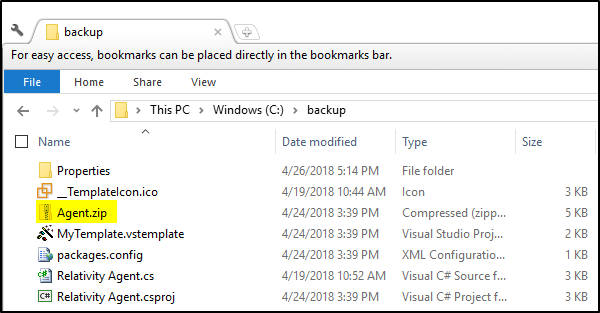 backup
For easy access, bookmarks can be placed directly in the bookmarks bar.
File Home Share View
This PC Windows (C:) backup
Name Date modified Type Size
Properties 4/26/2018 5:14 PM File folder
__TemplateIcon.ico 4/19/2018 10:44 AM Icon 3 KB
Agent.zip 4/24/2018 3:39 PM Compressed (zipp... 5 KB
MyTemplate.vstemplate 4/24/2018 3:39 PM Visual Studio Proj... 2 KB
packages.config 4/24/2018 3:39 PM XML Configuratio... 1 KB
Relativity Agent.cs 4/19/2018 10:52 AM Visual C# Source f... 3 KB
Relativity Agent.csproj 4/24/2018 3:39 PM Visual C# Project f... 3 KB